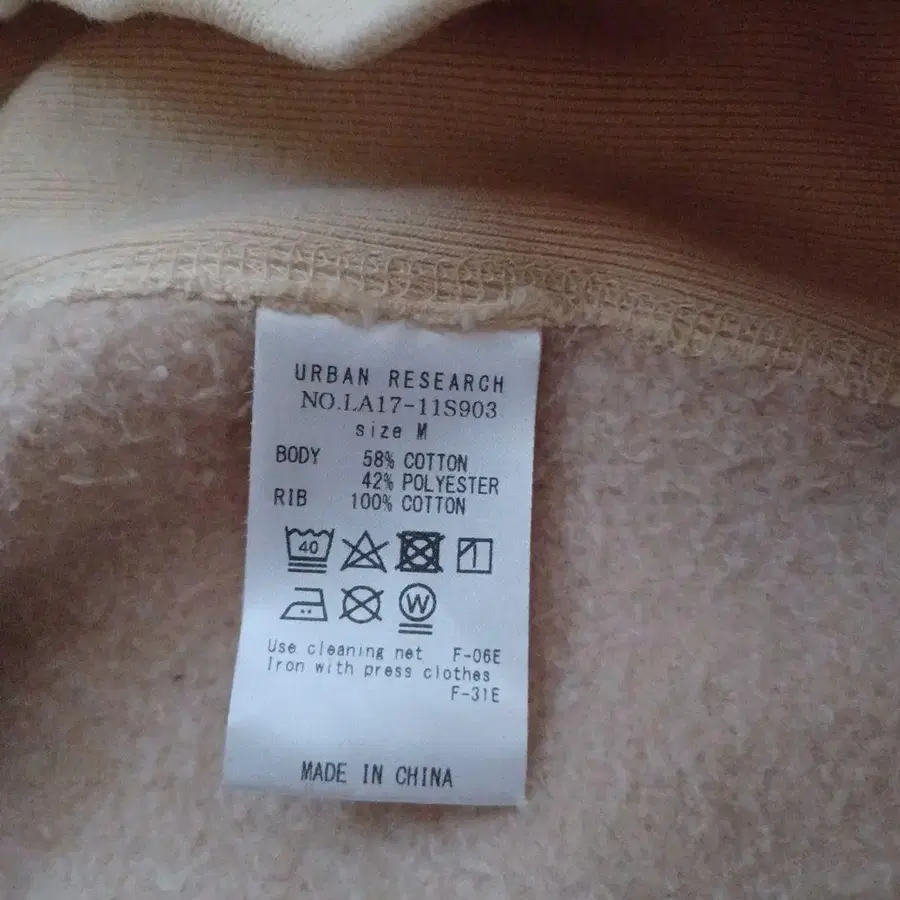 URBAN RESEARCH
NO.LA17-11S903
size M
BODY 58% COTTON
42% POLYESTER
RIB 100% COTTON
40
W
Use cleaning net F-06E
Iron with press clothes
F-31E
MADE IN CHINA